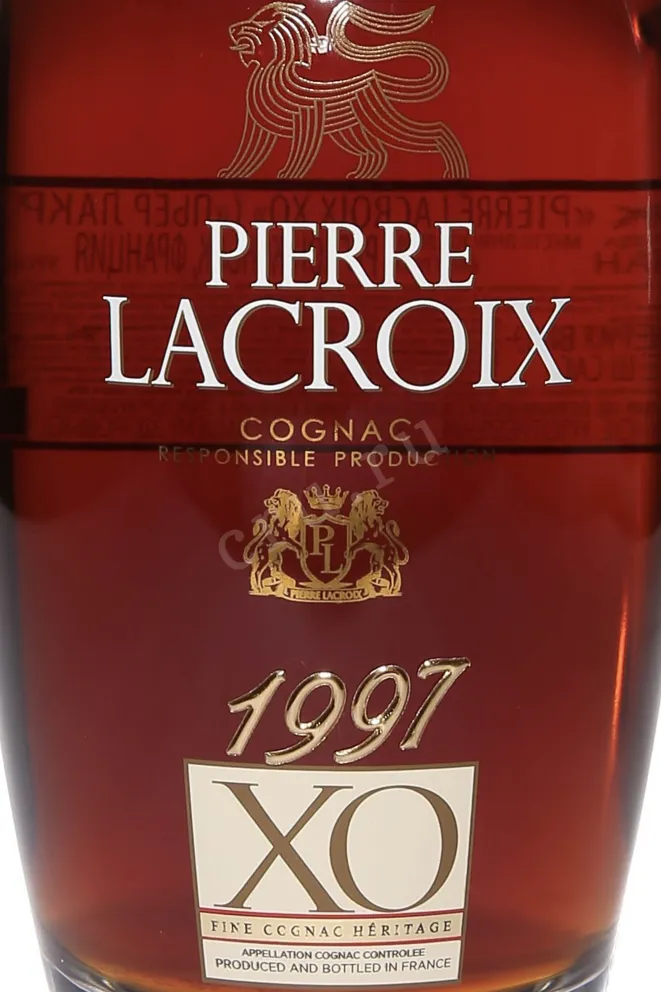 PIERRE
LACROIX
COGNAC
RESPONSIBLE PRODUCTION
PL
PIERRE LACROIX
1997
XO
FINE COGNAC HÉRITAGE
APPELLATION COGNAC CONTROLEE
PRODUCED AND BOTTLED IN FRANCE